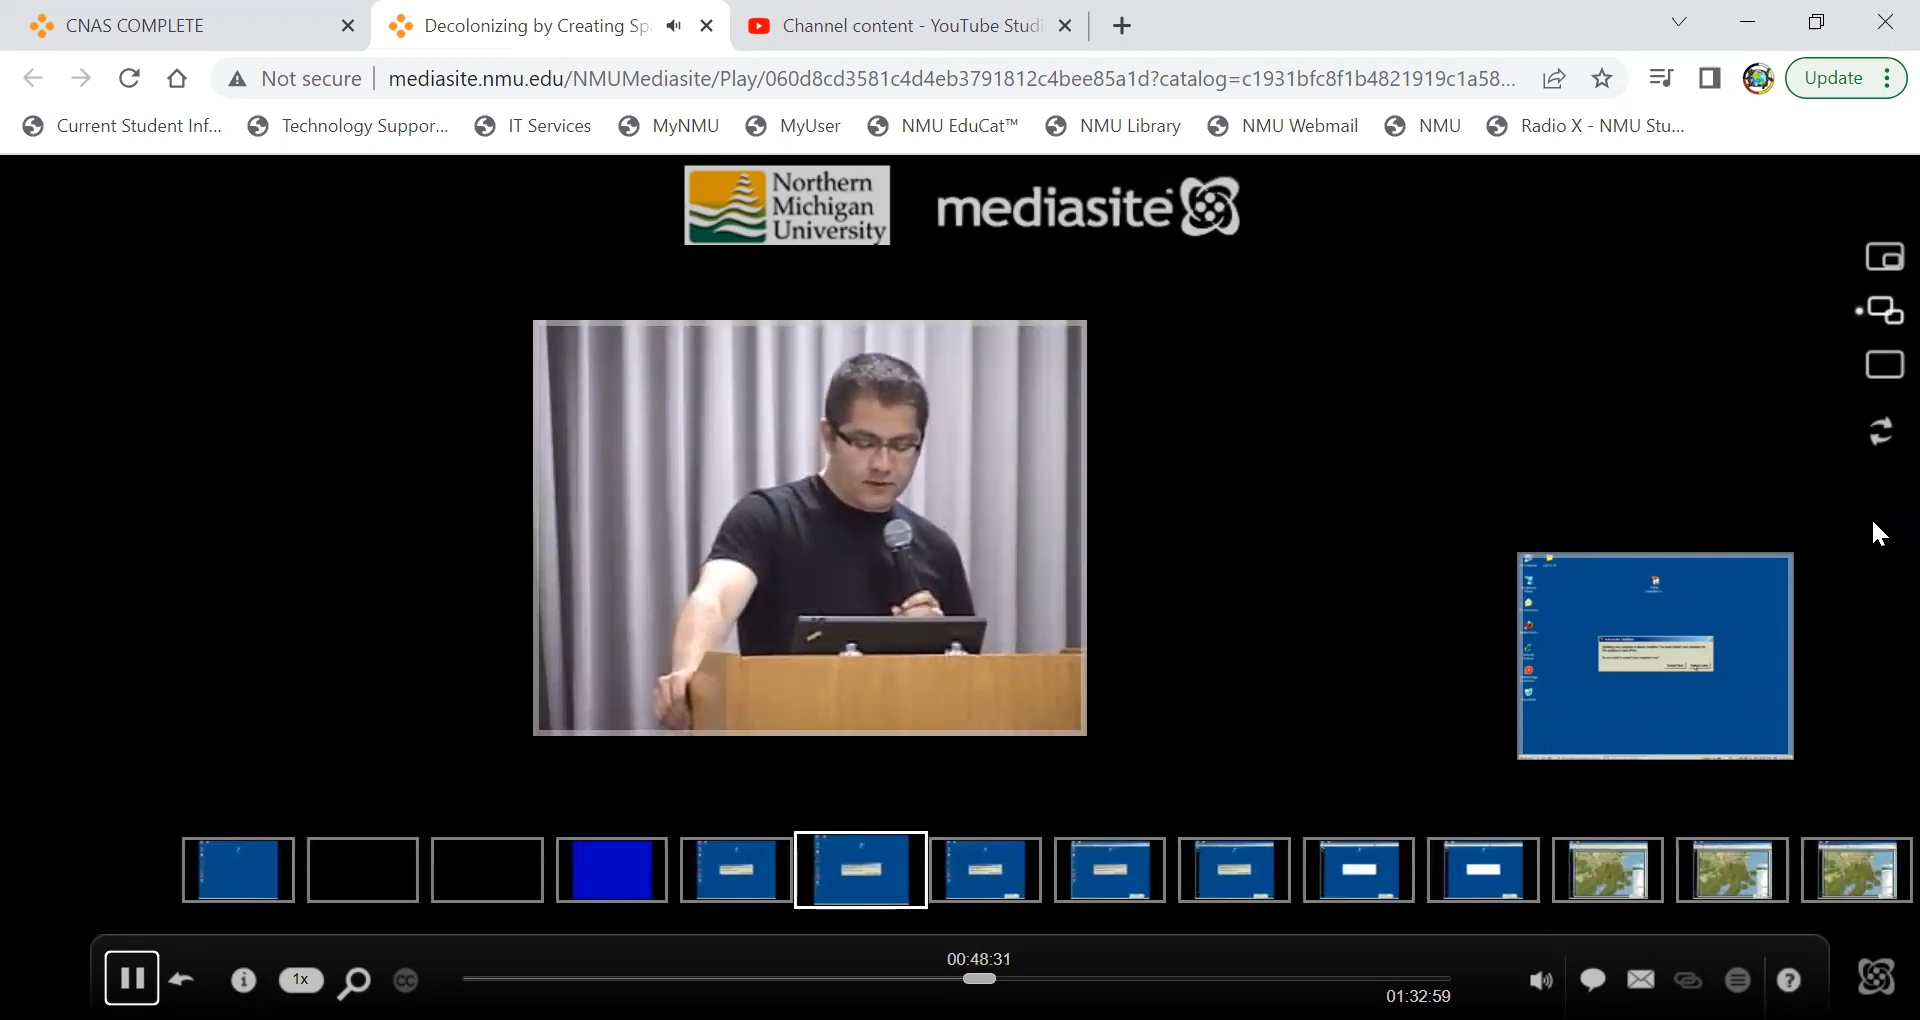 CNAS COMPLETE
Decolonizing by Creating Sp
Channel content - YouTube Studi
Not secure
mediasite.nmu.edu/NMUMediasite/Play/060d8cd3581c4d4eb3791812c4bee85a1d?catalog=c1931bfc8f1b4821919c1a58...
Update
Current Student Inf...
Technology Suppor...
IT Services
MyNMU
MyUser
NMU EduCat™
NMU Library
NMU Webmail
NMU
Radio X - NMU Stu...
Northern
Michigan
University
mediasite
00:48:31
1x
CC
01:32:59